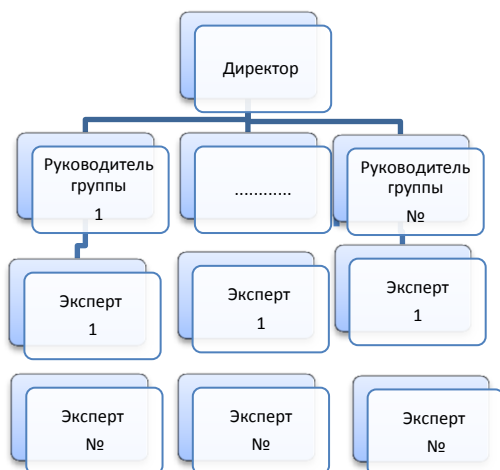 Директор
Руководитель
группы
1
............
Руководитель
группы
№
Эксперт
1
Эксперт
1
Эксперт
1
Эксперт
№
Эксперт
№
Эксперт
№